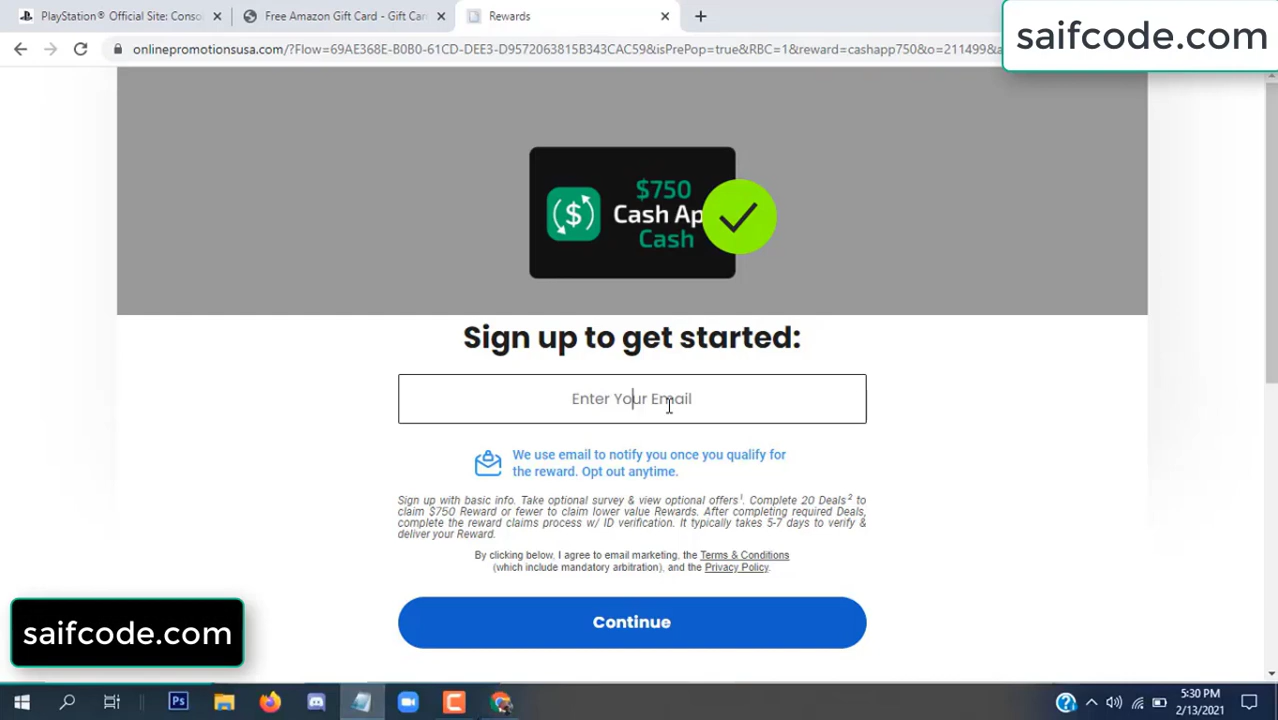 PlayStation® Official Site: Conso
Free Amazon Gift Card - Gift Car
Rewards
saifcode.com
onlinepromotionsusa.com/?Flow=69AE368E-B0B0-61CD-DEE3-D9572063815B343CAC59&isPrePop=true&RBC=1&reward=cashapp750&o=211499&a
$750
Cash Ap
Cash
Sign up to get started:
Enter Your Email
We use email to notify you once you qualify for
the reward. Opt out anytime.
Sign up with basic info. Take optional survey & view optional offers¹. Complete 20 Deals² to
claim $750 Reward or fewer to claim lower value Rewards. After completing required Deals,
complete the reward claims process w/ ID verification. It typically takes 5-7 days to verify &
deliver your Reward.
By clicking below, I agree to email marketing, the Terms & Conditions
(which include mandatory arbitration), and the Privacy Policy.
Continue
saifcode.com
Ps
5:30 PM
2/13/2021